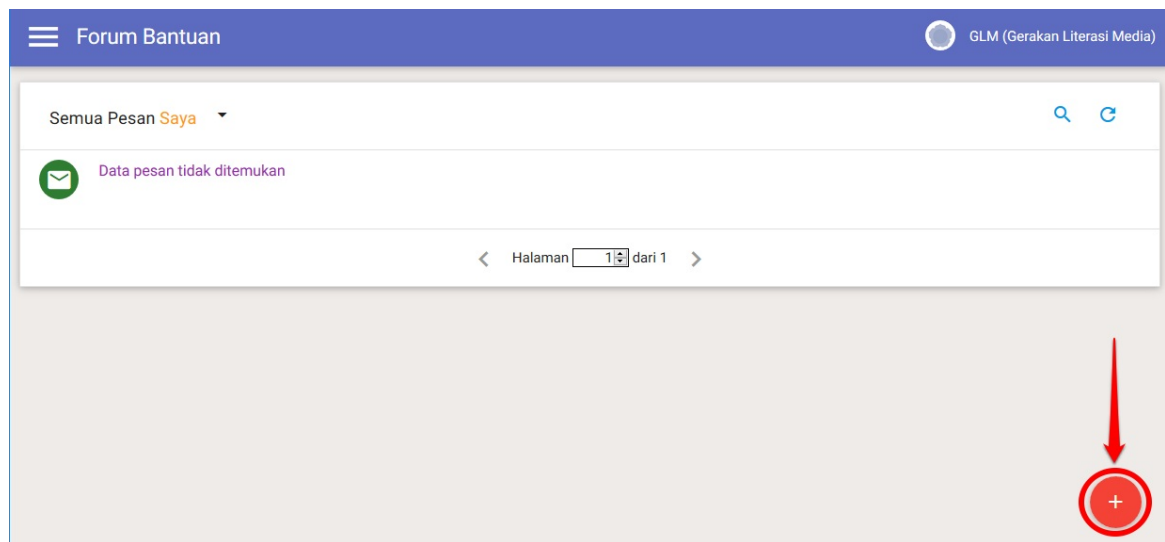 Forum Bantuan
GLM (Gerakan Literasi Media)
Semua Pesan Saya
Data pesan tidak ditemukan
Halaman 1 dari 1
+